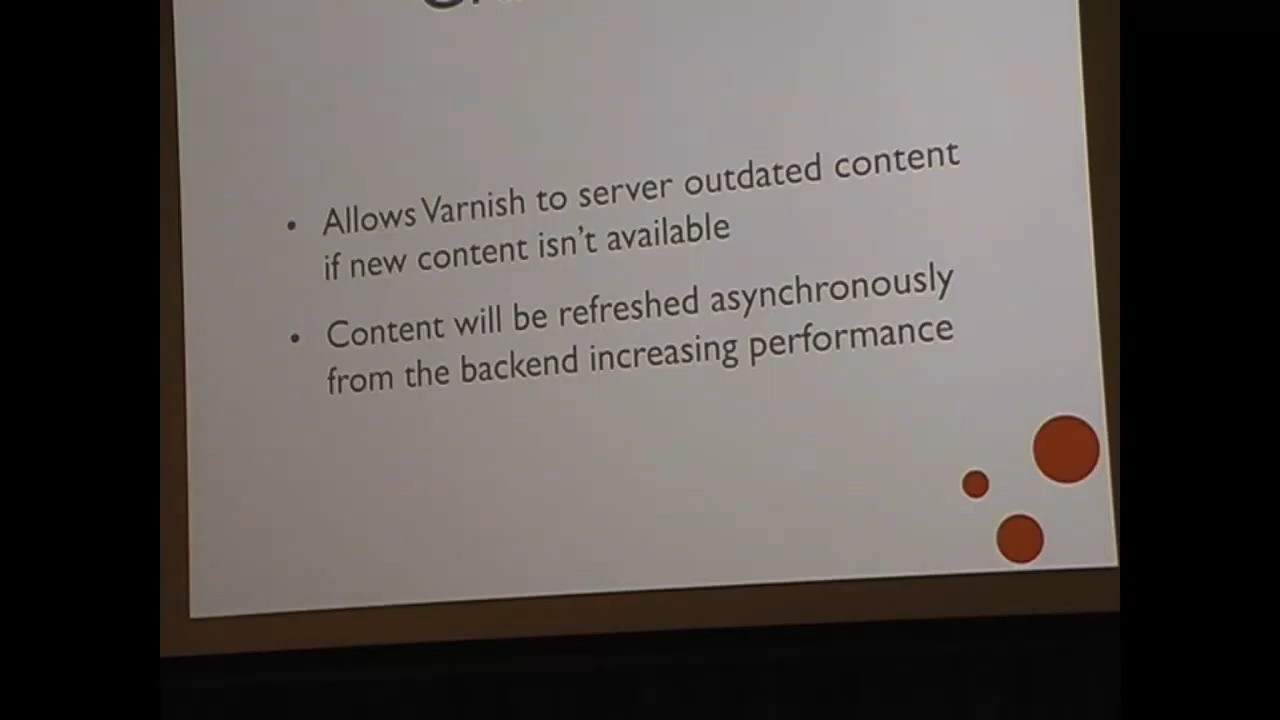 • Allows Varnish to server outdated content
if new content isn't available
• Content will be refreshed asynchronously
from the backend increasing performance